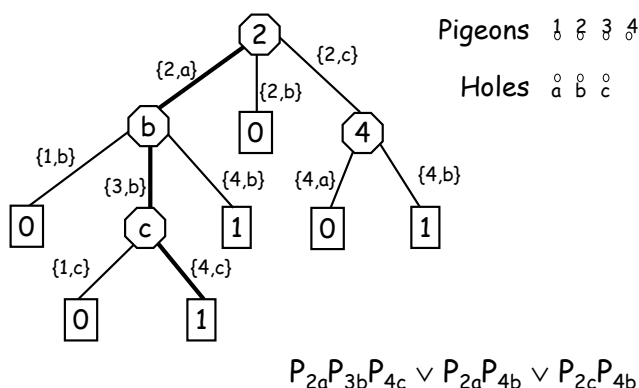 2
Pigeons 1 2 3 4
{2,a} {2,b} {2,c}
Holes a b c
b 0 4
{1,b} {3,b} {4,b} {4,a} {4,b}
0 c 1 0 1
{1,c} {4,c}
0 1
P2aP3bP4c ∨ P2aP4b ∨ P2cP4b